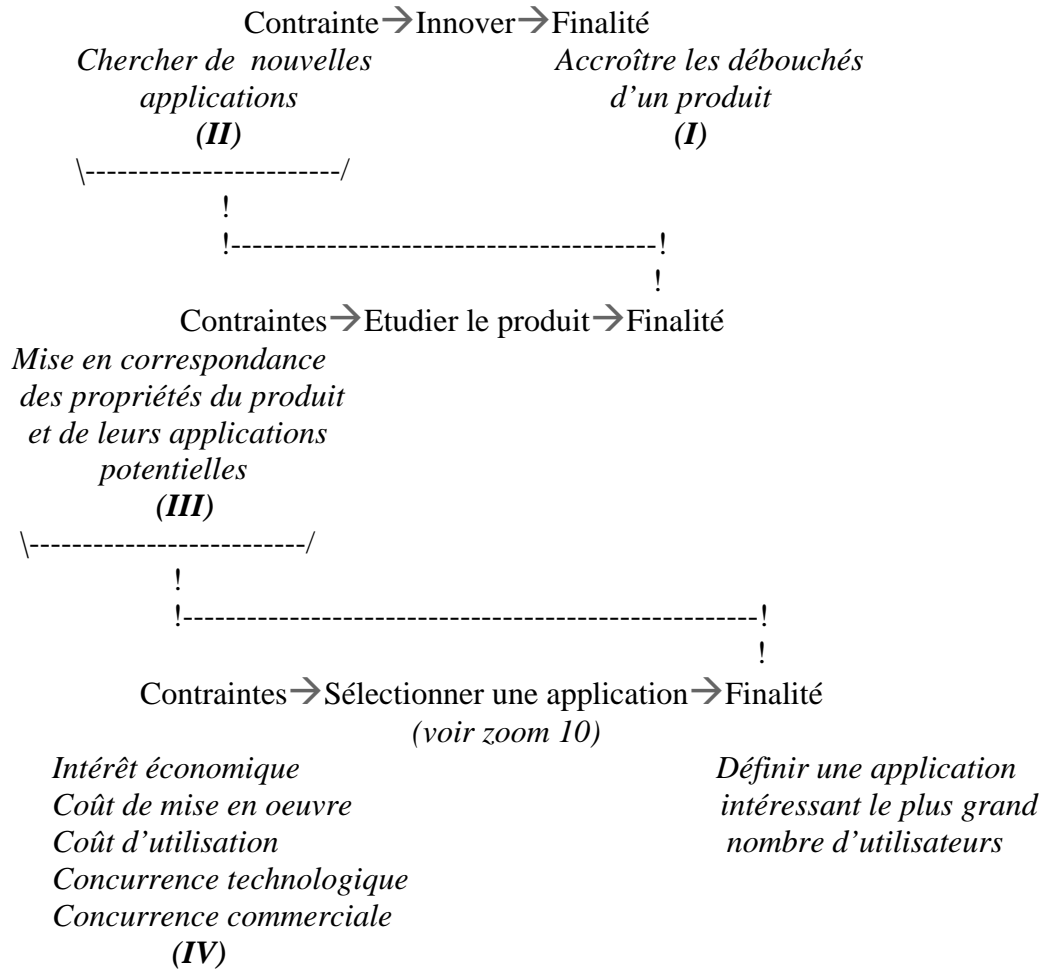 Contrainte→Innover→Finalité
Chercher de nouvelles Accroître les débouchés
applications d'un produit
(II) (I)
\------------------------/
!
!----------------------------------------!
!
Contraintes→Etudier le produit→Finalité
Mise en correspondance
des propriétés du produit
et de leurs applications
potentielles
(III)
\--------------------------/
!
!------------------------------------------------------!
!
Contraintes→Sélectionner une application→Finalité
(voir zoom 10)
Intérêt économique Définir une application
Coût de mise en oeuvre intéressant le plus grand
Coût d'utilisation nombre d'utilisateurs
Concurrence technologique
Concurrence commerciale
(IV)